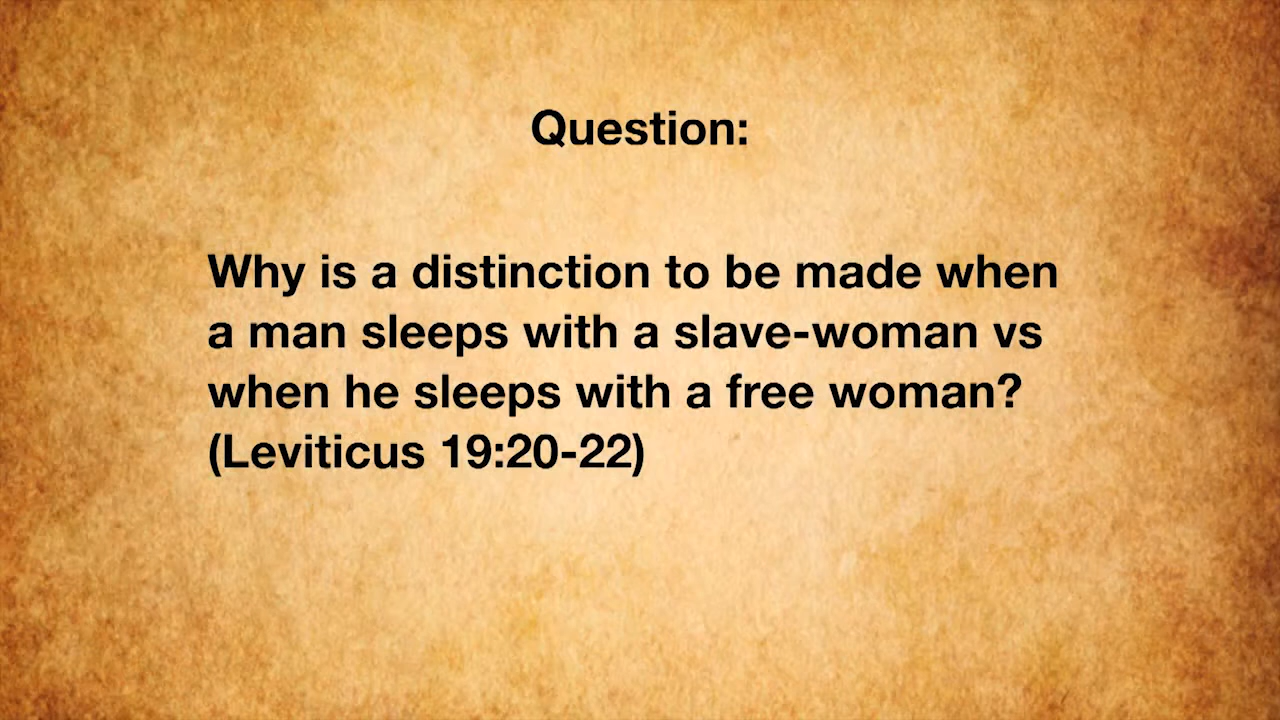 Question:
Why is a distinction to be made when
a man sleeps with a slave-woman vs
when he sleeps with a free woman?
(Leviticus 19:20-22)